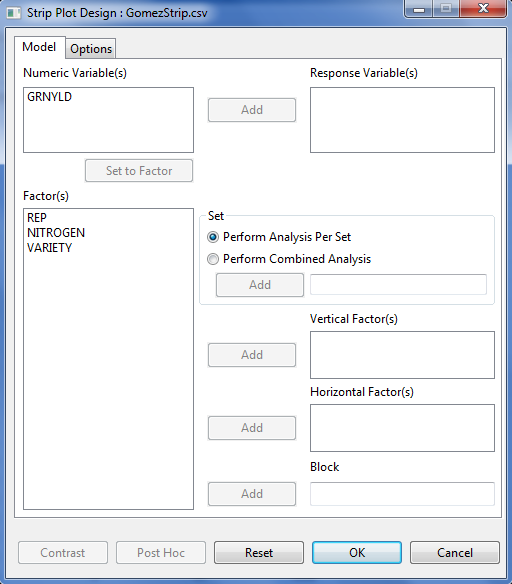 Strip Plot Design : GomezStrip.csv
Model
Options
Numeric Variable(s)
Response Variable(s)
GRNYLD
Add
Set to Factor
Factor(s)
REP
NITROGEN
VARIETY
Set
Perform Analysis Per Set
Perform Combined Analysis
Add
Vertical Factor(s)
Add
Horizontal Factor(s)
Add
Block
Add
Contrast
Post Hoc
Reset
OK
Cancel